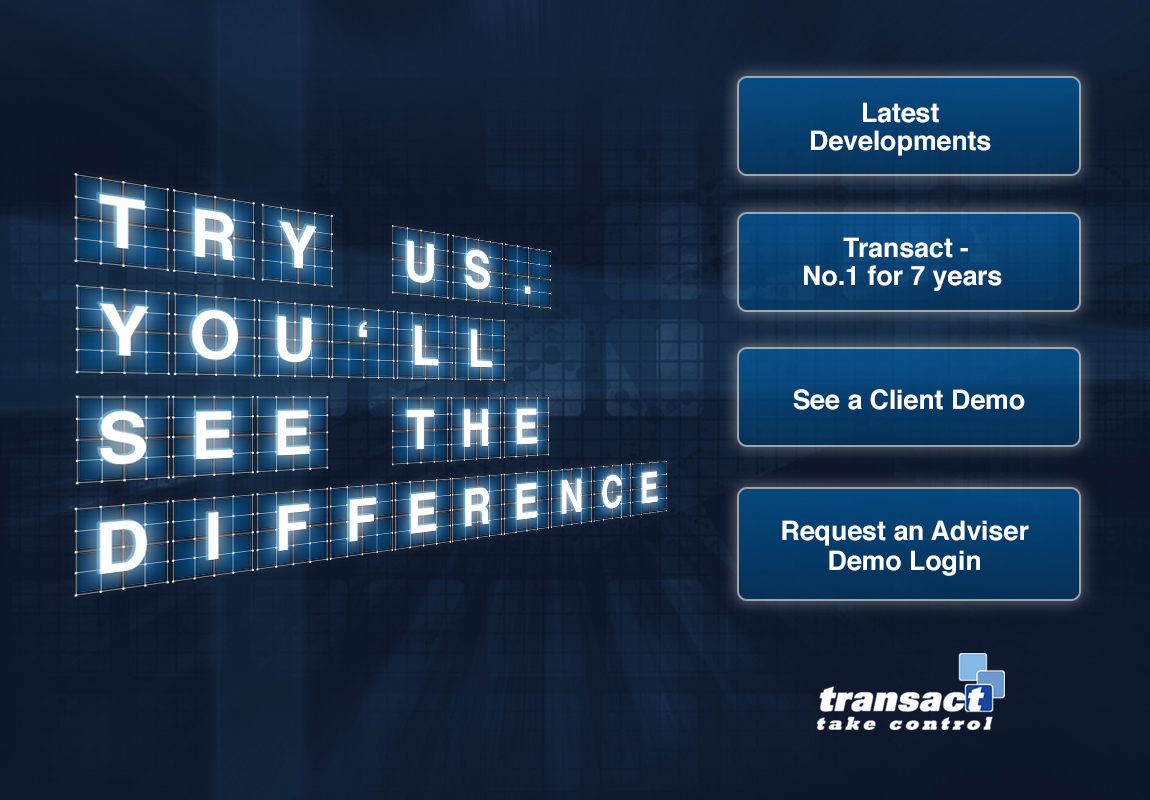 TRY US.
YOU‘LL
SEE THE
DIFFERENCE
Latest
Developments
Transact -
No.1 for 7 years
See a Client Demo
Request an Adviser
Demo Login
transact
take control